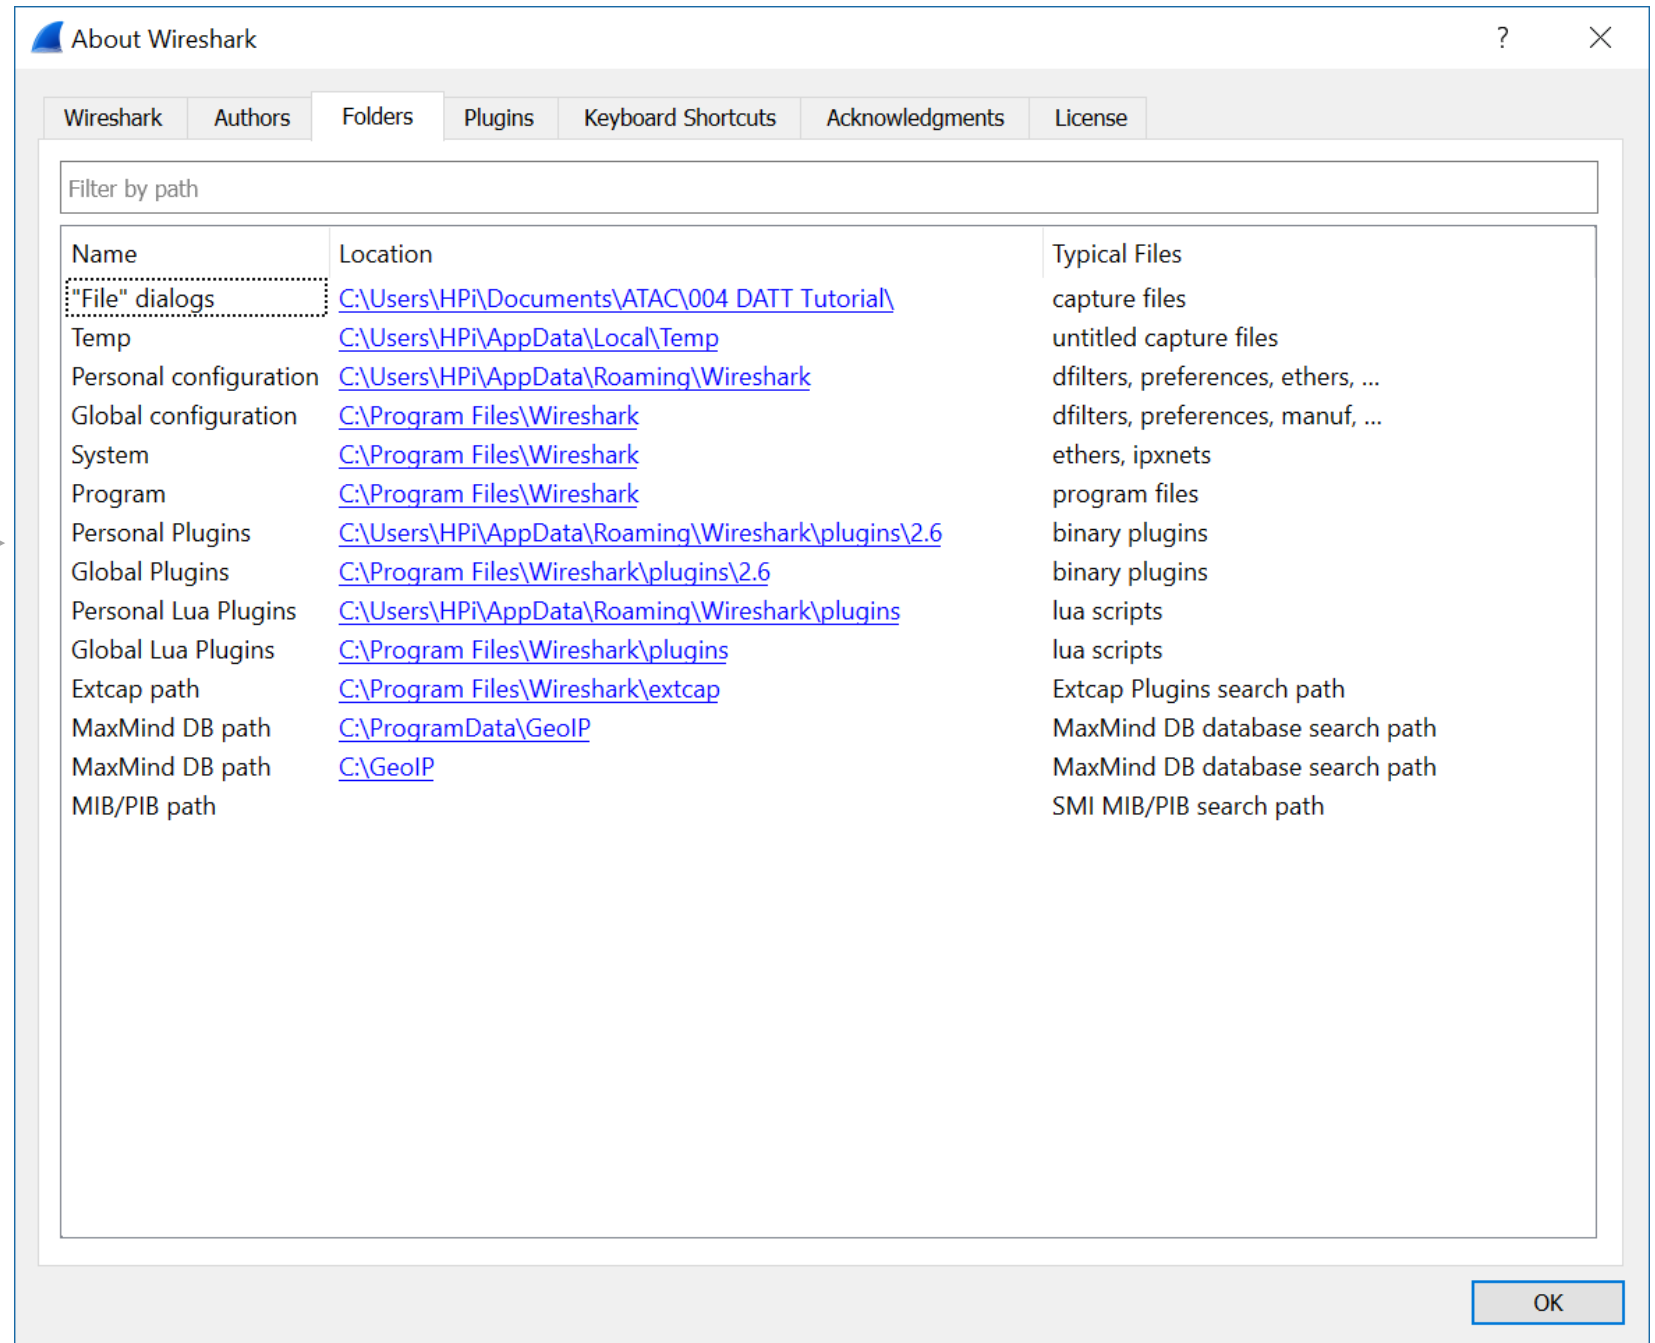 About Wireshark ?
Wireshark Authors Folders Plugins Keyboard Shortcuts Acknowledgments License
Filter by path
Name Location Typical Files
"File" dialogs C:\Users\HPi\Documents\ATAC\004 DATT Tutorial\ capture files
Temp C:\Users\HPi\AppData\Local\Temp untitled capture files
Personal configuration C:\Users\HPi\AppData\Roaming\Wireshark dfilters, preferences, ethers, ...
Global configuration C:\Program Files\Wireshark dfilters, preferences, manuf, ...
System C:\Program Files\Wireshark ethers, ipxnets
Program C:\Program Files\Wireshark program files
Personal Plugins C:\Users\HPi\AppData\Roaming\Wireshark\plugins\2.6 binary plugins
Global Plugins C:\Program Files\Wireshark\plugins\2.6 binary plugins
Personal Lua Plugins C:\Users\HPi\AppData\Roaming\Wireshark\plugins lua scripts
Global Lua Plugins C:\Program Files\Wireshark\plugins lua scripts
Extcap path C:\Program Files\Wireshark\extcap Extcap Plugins search path
MaxMind DB path C:\ProgramData\GeoIP MaxMind DB database search path
MaxMind DB path C:\GeoIP MaxMind DB database search path
MIB/PIB path SMI MIB/PIB search path
OK